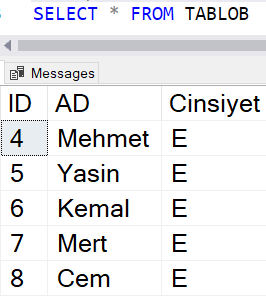 SELECT * FROM TABLOB
Messages
ID AD Cinsiyet
4 Mehmet E
5 Yasin E
6 Kemal E
7 Mert E
8 Cem E